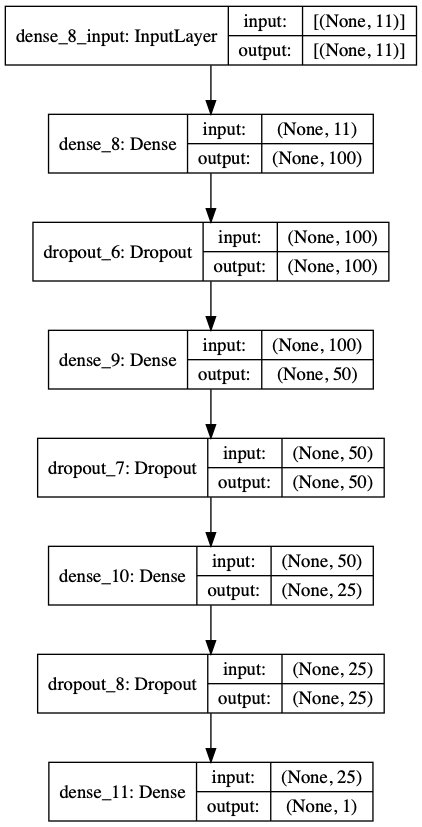 dense_8_input: InputLayer
input: [(None, 11)]
output: [(None, 11)]
dense_8: Dense
input: (None, 11)
output: (None, 100)
dropout_6: Dropout
input: (None, 100)
output: (None, 100)
dense_9: Dense
input: (None, 100)
output: (None, 50)
dropout_7: Dropout
input: (None, 50)
output: (None, 50)
dense_10: Dense
input: (None, 50)
output: (None, 25)
dropout_8: Dropout
input: (None, 25)
output: (None, 25)
dense_11: Dense
input: (None, 25)
output: (None, 1)